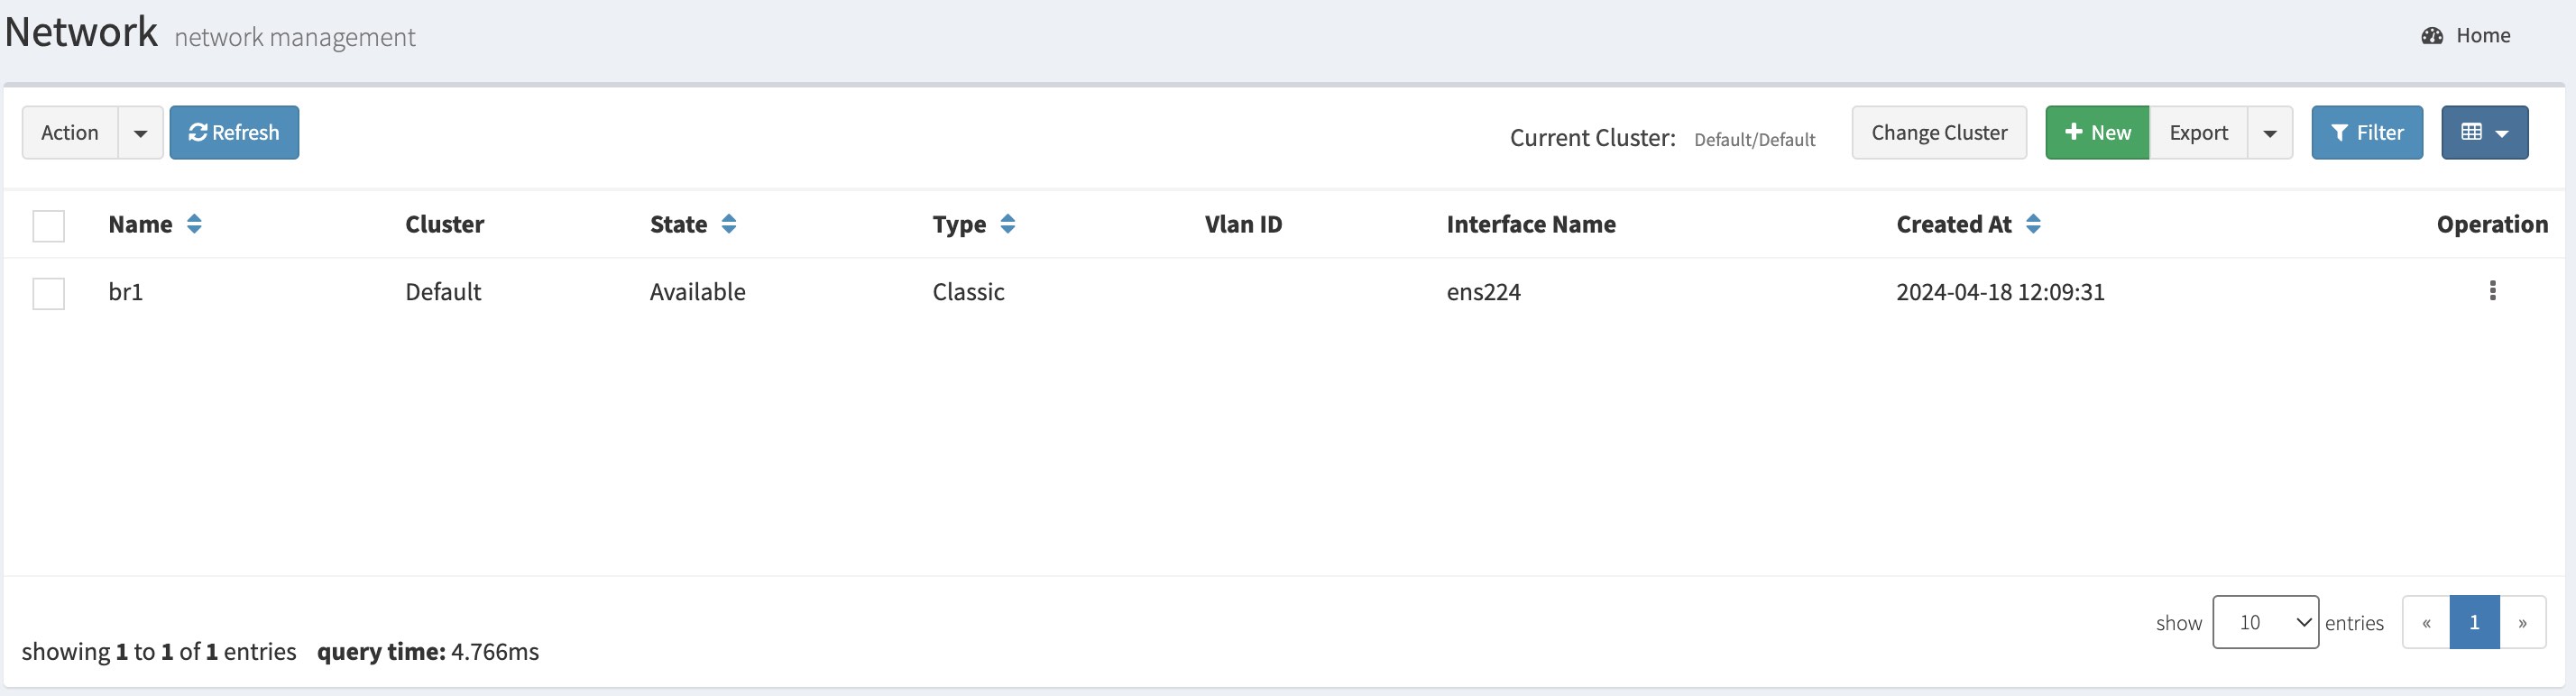 Network network management
Home
Action Refresh Current Cluster: Default/Default Change Cluster New Export Filter
Name Cluster State Type Vlan ID Interface Name Created At Operation
br1 Default Available Classic ens224 2024-04-18 12:09:31
show 10 entries « 1 »
showing 1 to 1 of 1 entries query time: 4.766ms